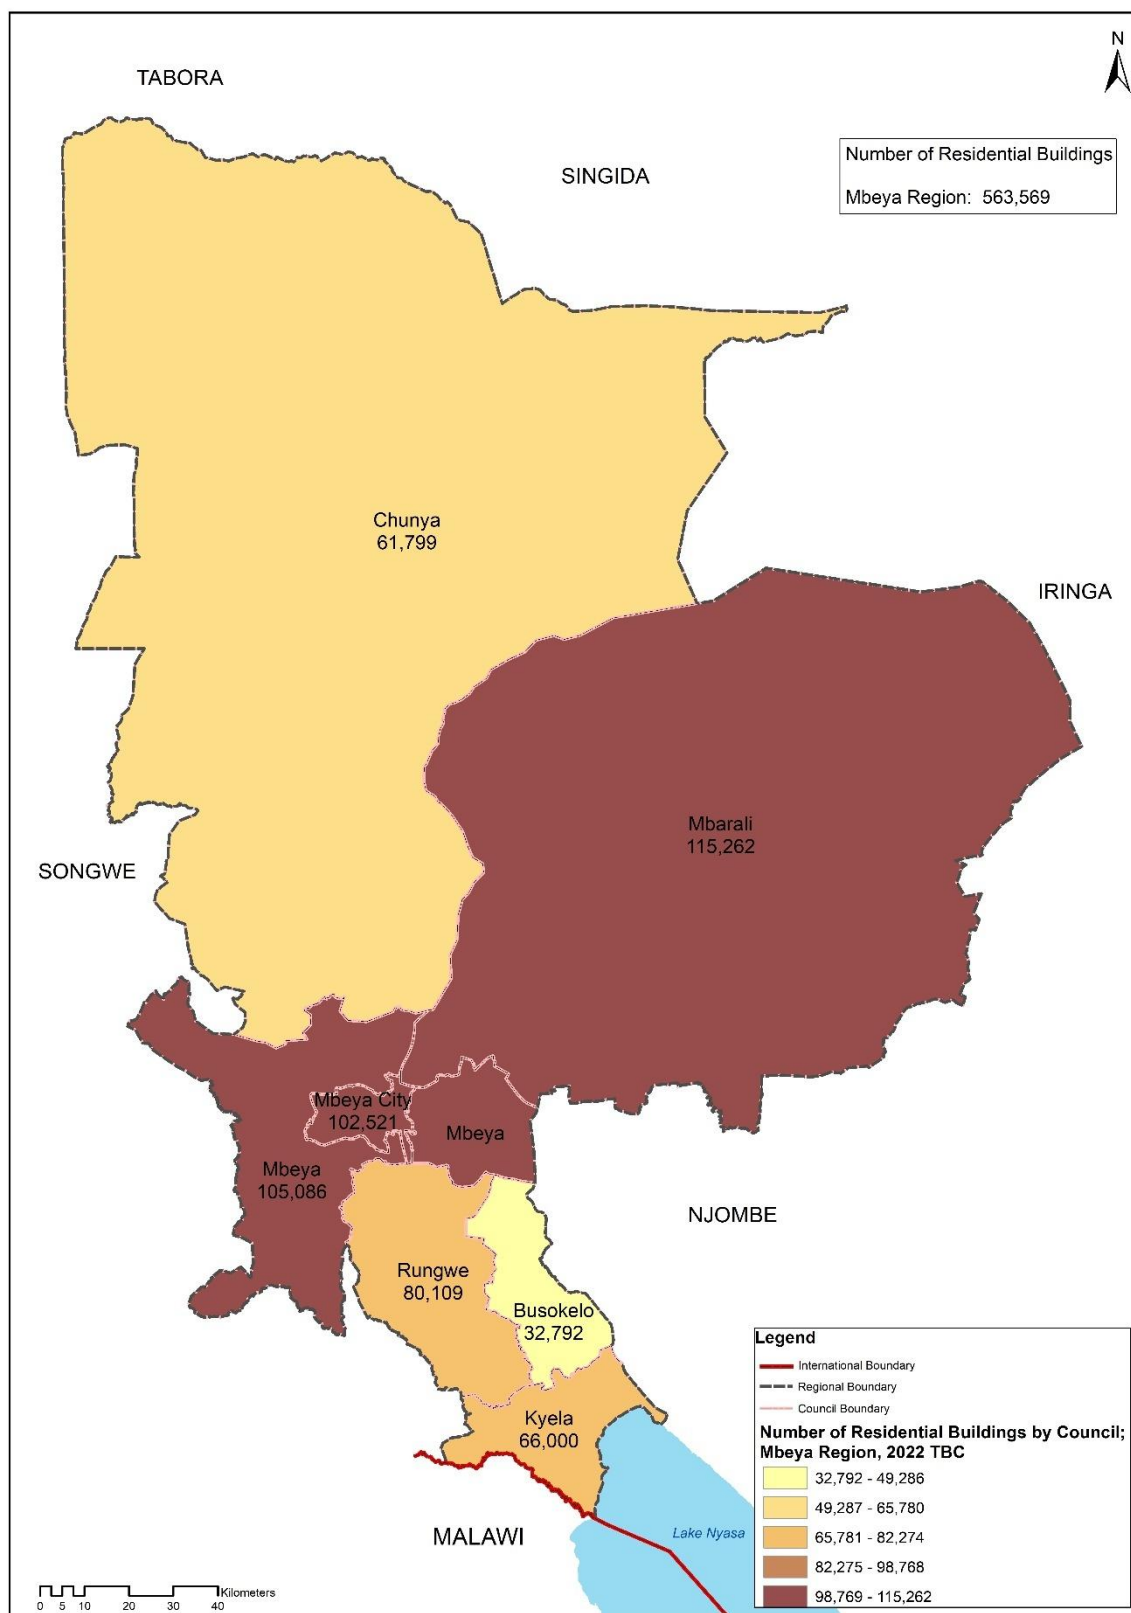 N
TABORA
SINGIDA
Number of Residential Buildings
Mbeya Region: 563,569
Chunya
61,799
IRINGA
Mbarali
115,262
SONGWE
Mbeya City
102,521
Mbeya
Mbeya
105,086
NJOMBE
Rungwe
80,109
Busokelo
32,792
Kyela
66,000
MALAWI
Lake Nyasa
Legend
International Boundary
Regional Boundary
Council Boundary
Number of Residential Buildings by Council;
Mbeya Region, 2022 TBC
32,792 - 49,286
49,287 - 65,780
65,781 - 82,274
82,275 - 98,768
98,769 - 115,262
Kilometers
0 5 10 20 30 40